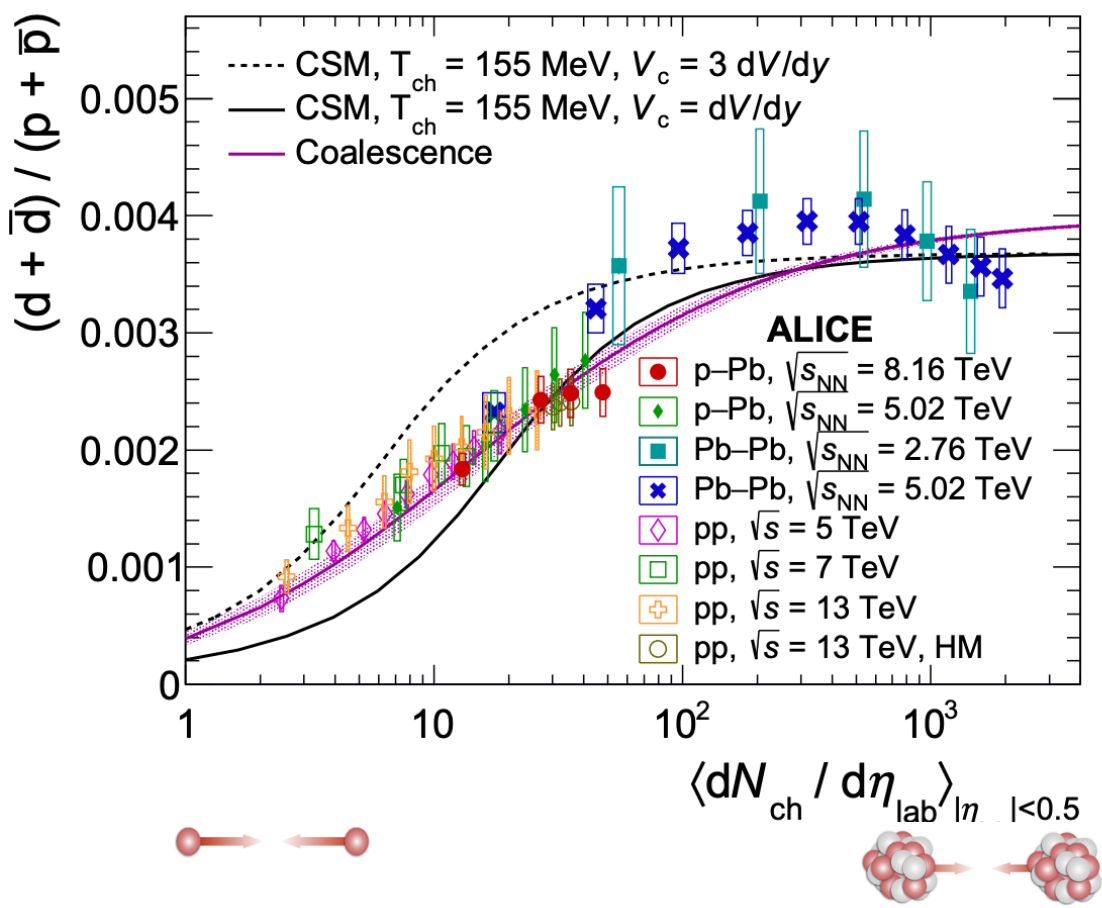 (d + d̅) / (p + p̅)
CSM, T_ch = 155 MeV, V_c = 3 dV/dy
CSM, T_ch = 155 MeV, V_c = dV/dy
Coalescence
0.005
0.004
0.003
0.002
0.001
0
ALICE
p–Pb, √s_NN = 8.16 TeV
p–Pb, √s_NN = 5.02 TeV
Pb–Pb, √s_NN = 2.76 TeV
Pb–Pb, √s_NN = 5.02 TeV
pp, √s = 5 TeV
pp, √s = 7 TeV
pp, √s = 13 TeV
pp, √s = 13 TeV, HM
1 10 10² 10³
⟨dN_ch / dη_lab⟩_|η |<0.5